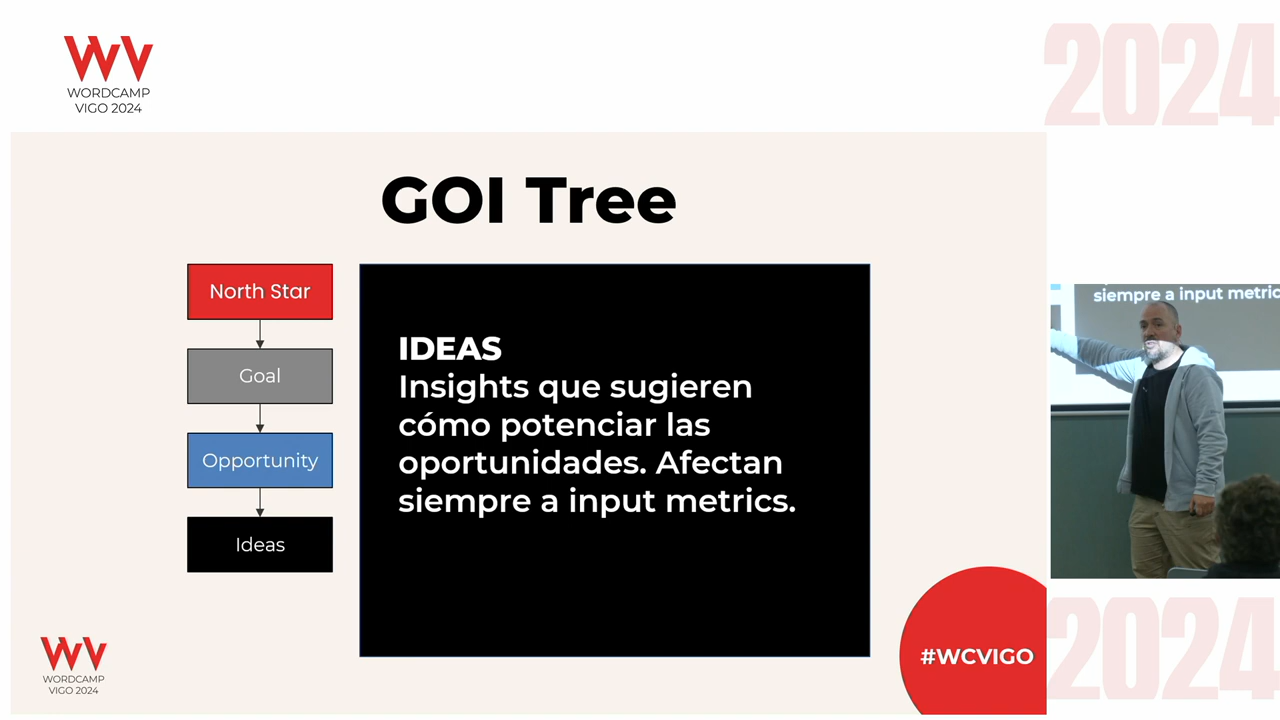 WORDCAMP
VIGO 2024
2024
GOI Tree
North Star
Goal
Opportunity
Ideas
IDEAS
Insights que sugieren
cómo potenciar las
oportunidades. Afectan
siempre a input metrics.
siempre a input metric
#WCVIGO
WORDCAMP
VIGO 2024
2024